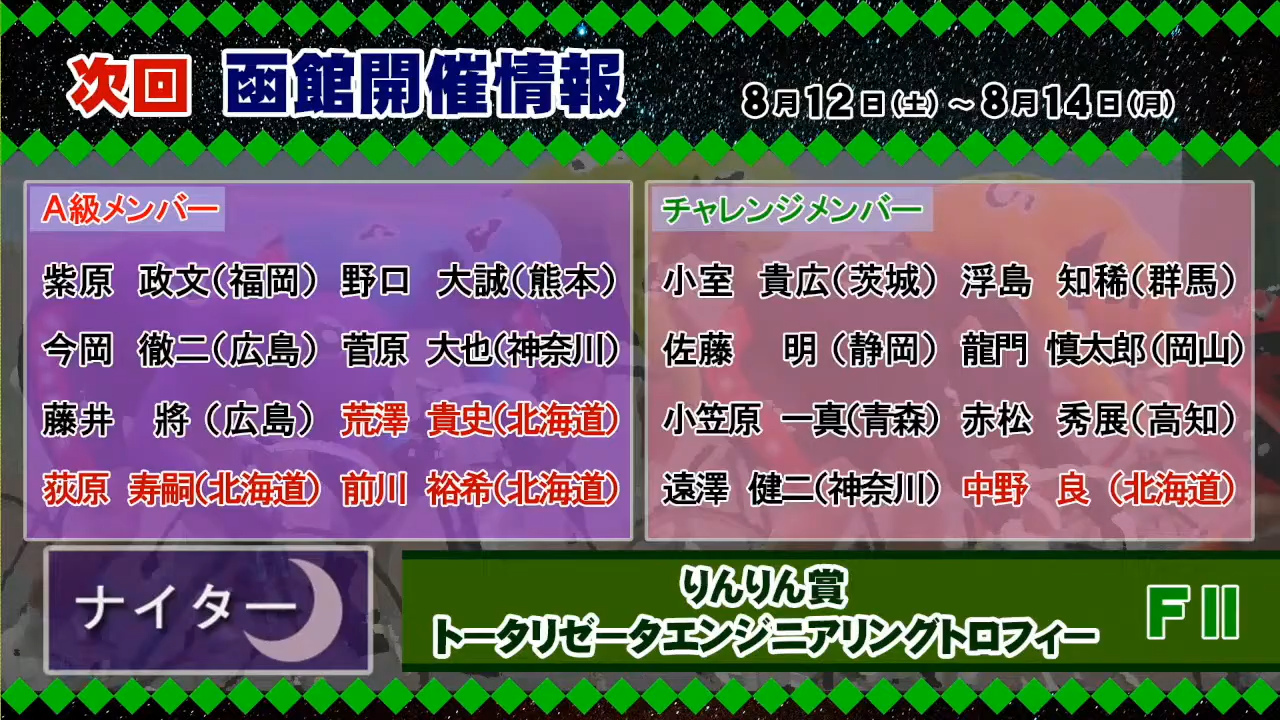 次回 函館開催情報 8月12日(土)~8月14日(月)
A級メンバー
紫原 政文(福岡) 野口 大誠(熊本)
今岡 徹二(広島) 菅原 大也(神奈川)
藤井 將(広島) 荒澤 貴史(北海道)
荻原 寿嗣(北海道) 前川 裕希(北海道)
チャレンジメンバー
小室 貴広(茨城) 浮島 知稀(群馬)
佐藤 明(静岡) 龍門 慎太郎(岡山)
小笠原 一真(青森) 赤松 秀展(高知)
遠澤 健二(神奈川) 中野 良(北海道)
ナイター
りんりん賞
トータリゼータエンジニアリングトロフィー
FⅡ